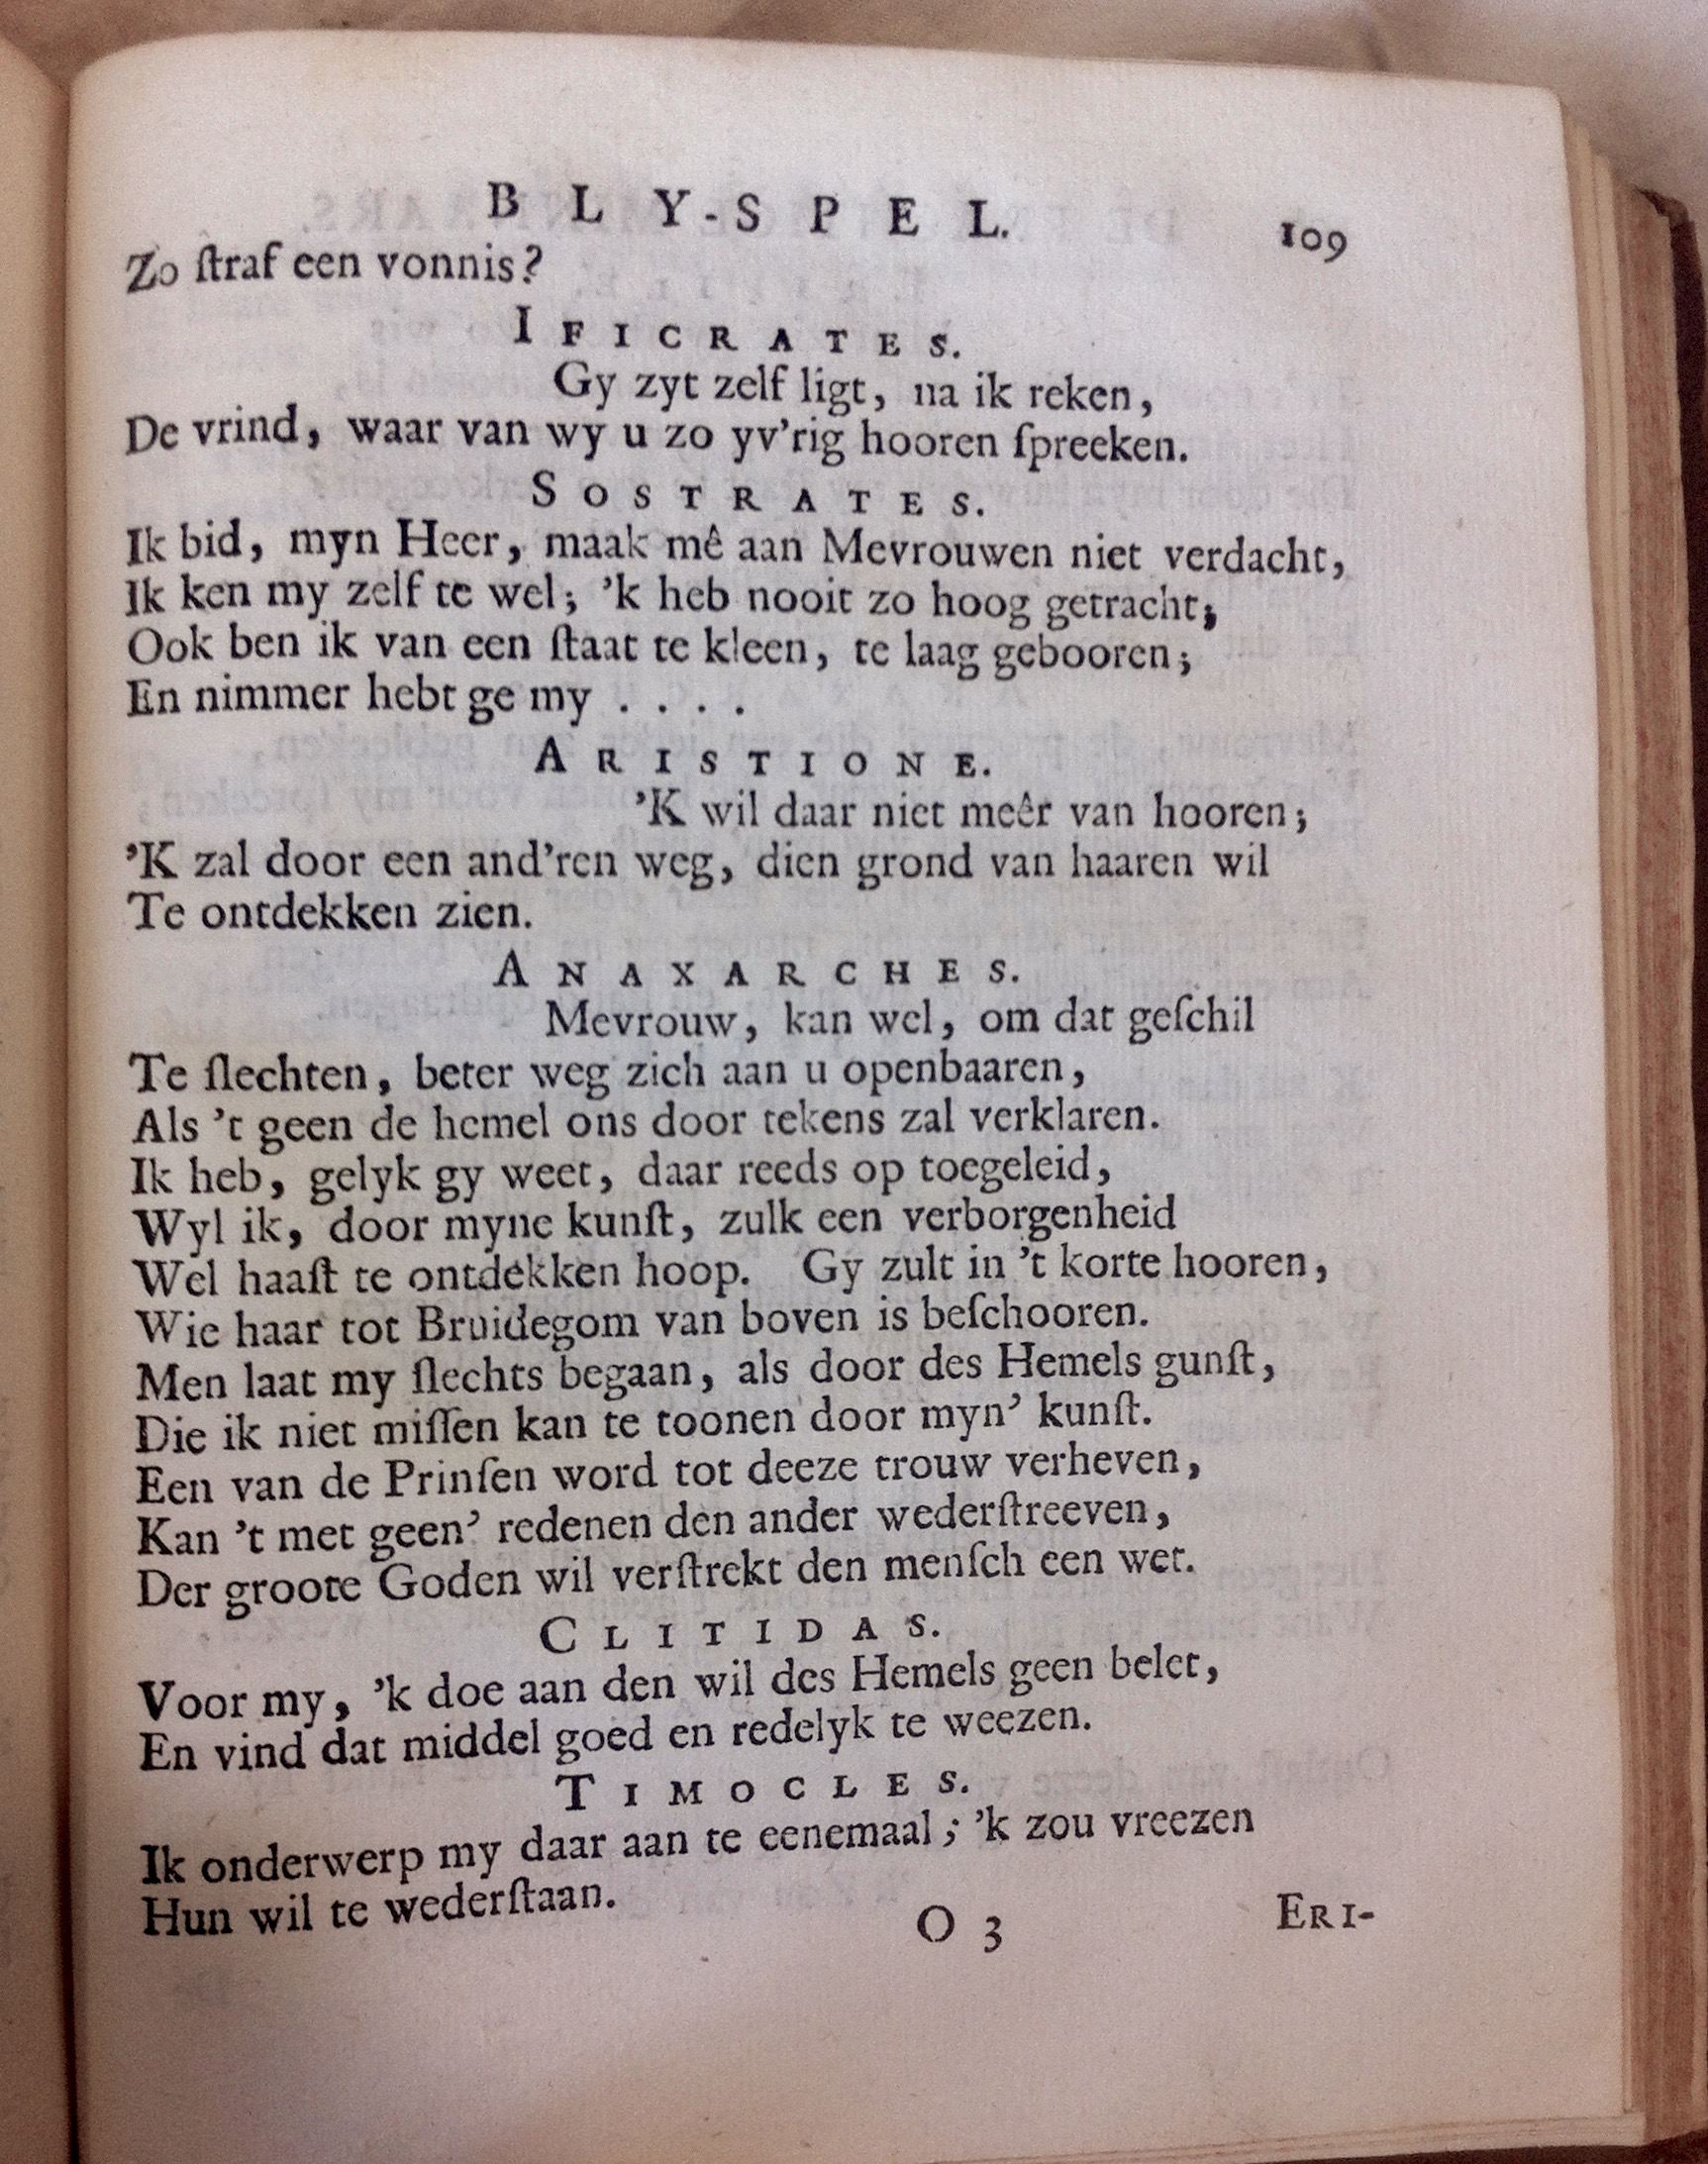 BLY-SPEL. 109
Zo ſtraf een vonnis?
IFICRATES.
Gy zyt zelf ligt, na ik reken,
De vrind, waar van wy u zo yv'rig hooren ſpreeken.
SOSTRATES.
Ik bid, myn Heer, maak mê aan Mevrouwen niet verdacht,
Ik ken my zelf te wel; 'k heb nooit zo hoog getracht;
Ook ben ik van een ſtaat te kleen, te laag gebooren;
En nimmer hebt ge my . . . .
ARISTIONE.
'K wil daar niet meêr van hooren;
'K zal door een and'ren weg, dien grond van haaren wil
Te ontdekken zien.
ANAXARCHES.
Mevrouw, kan wel, om dat geſchil
Te ſlechten, beter weg zich aan u openbaaren,
Als 't geen de hemel ons door tekens zal verklaren.
Ik heb, gelyk gy weet, daar reeds op toegeleid,
Wyl ik, door myne kunſt, zulk een verborgenheid
Wel haaſt te ontdekken hoop. Gy zult in 't korte hooren,
Wie haar tot Bruidegom van boven is beſchooren.
Men laat my ſlechts begaan, als door des Hemels gunſt,
Die ik niet miſſen kan te toonen door myn' kunſt.
Een van de Prinſen word tot deeze trouw verheven,
Kan 't met geen' redenen den ander wederſtreeven,
Der groote Goden wil verſtrekt den menſch een wet.
CLITIDAS.
Voor my, 'k doe aan den wil des Hemels geen belet,
En vind dat middel goed en redelyk te weezen.
TIMOCLES.
Ik onderwerp my daar aan te eenemaal; 'k zou vreezen
Hun wil te wederſtaan.
O 3 ERI-